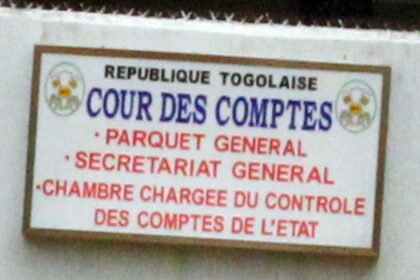 REPUBLIQUE TOGOLAISE
COUR DES COMPTES
· PARQUET GENERAL
· SECRETARIAT GENERAL
· CHAMBRE CHARGEE DU CONTROLE
DES COMPTES DE L'ETAT